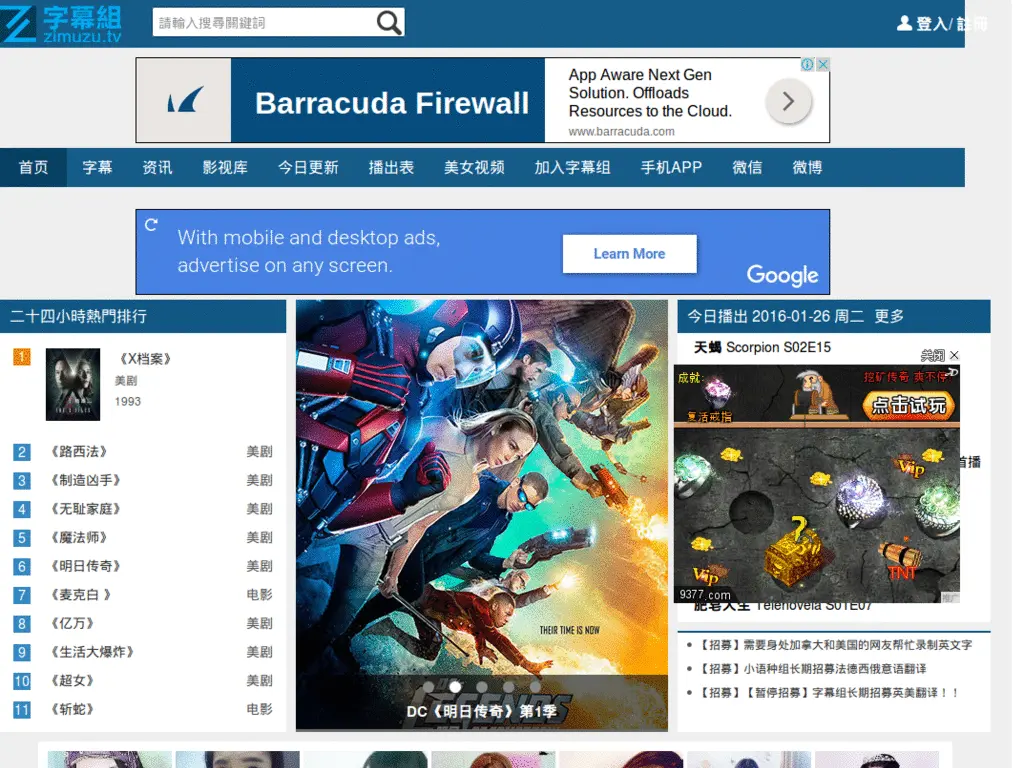 字幕組
zimuzu.tv
請輸入搜尋關鍵詞
登入/ 註冊
Barracuda Firewall
App Aware Next Gen
Solution. Offloads
Resources to the Cloud.
www.barracuda.com
首页 字幕 资讯 影视库 今日更新 播出表 美女视频 加入字幕组 手机APP 微信 微博
With mobile and desktop ads,
advertise on any screen.
Learn More
Google
二十四小時熱門排行
1 《X档案》
美剧
1993
2 《路西法》 美剧
3 《制造凶手》 美剧
4 《无耻家庭》 美剧
5 《魔法师》 美剧
6 《明日传奇》 美剧
7 《麦克白 》 电影
8 《亿万》 美剧
9 《生活大爆炸》 美剧
10 《超女》 美剧
11 《斩蛇》 电影
THE X FILES
THEIR TIME IS NOW
LEGENDS
DC《明日传奇》第1季
今日播出 2016-01-26 周二 更多
天蝎 Scorpion S02E15
关闭 ×
成就:
复活戒指
挖矿传奇 爽不停
点击试玩
Vip
首播
?
Vip
TNT
9377.com
推广
肥皂大宝 Telenovela S01E07
【招募】需要身处加拿大和美国的网友帮忙录制英文字
【招募】小语种组长期招募法德西俄意语翻译
【招募】【暂停招募】字幕组长期招募英美翻译！！